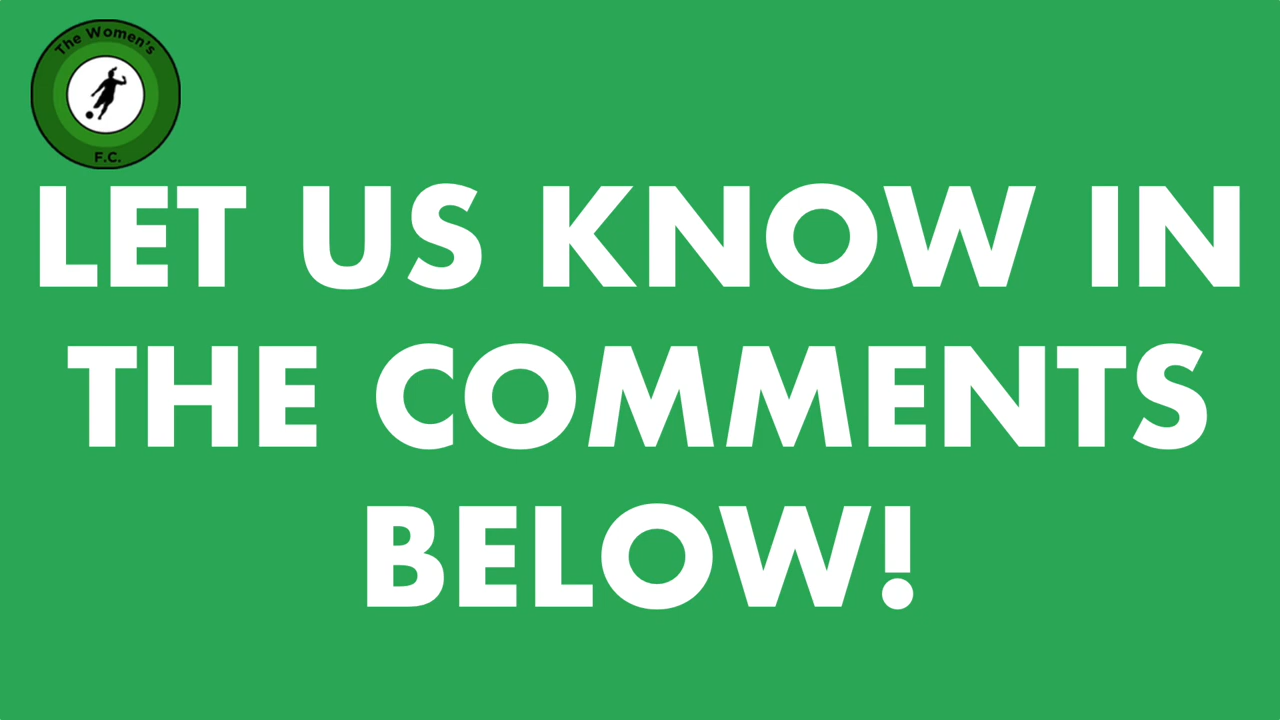 The Women's
F.C.
LET US KNOW IN
THE COMMENTS
BELOW!